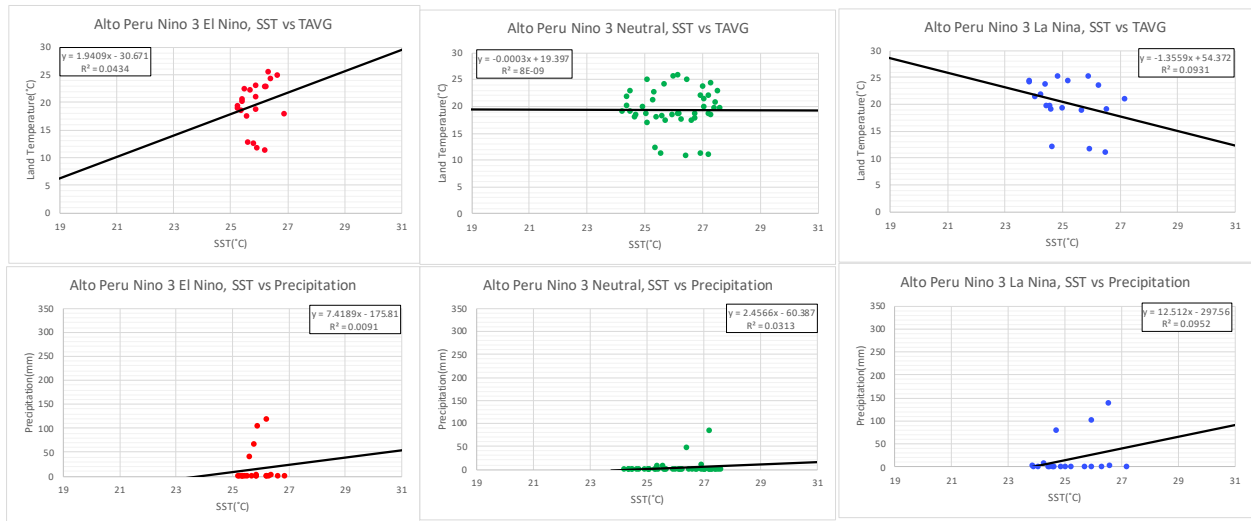 Alto Peru Nino 3 El Nino, SST vs TAVG
y = 1.9409x - 30.671
R² = 0.0434
Land Temperature(˚C)
30
25
20
15
10
5
0
19 21 23 25 27 29 31
SST(˚C)
Alto Peru Nino 3 Neutral, SST vs TAVG
y = -0.0003x + 19.397
R² = 8E-09
Land Temperature(˚C)
30
25
20
15
10
5
0
19 21 23 25 27 29 31
SST(˚C)
Alto Peru Nino 3 La Nina, SST vs TAVG
y = -1.3559x + 54.372
R² = 0.0931
Land Temperature(˚C)
30
25
20
15
10
5
0
19 21 23 25 27 29 31
SST(˚C)
Alto Peru Nino 3 El Nino, SST vs Precipitation
y = 7.4189x - 175.81
R² = 0.0091
Precipitation(mm)
350
300
250
200
150
100
50
0
19 21 23 25 27 29 31
SST(˚C)
Alto Peru Nino 3 Neutral, SST vs Precipitation
y = 2.4566x - 60.387
R² = 0.0313
Precipitation(mm)
350
300
250
200
150
100
50
0
19 21 23 25 27 29 31
SST(˚C)
Alto Peru Nino 3 La Nina, SST vs Precipitation
y = 12.512x - 297.56
R² = 0.0952
Precipitation(mm)
350
300
250
200
150
100
50
0
19 21 23 25 27 29 31
SST(˚C)